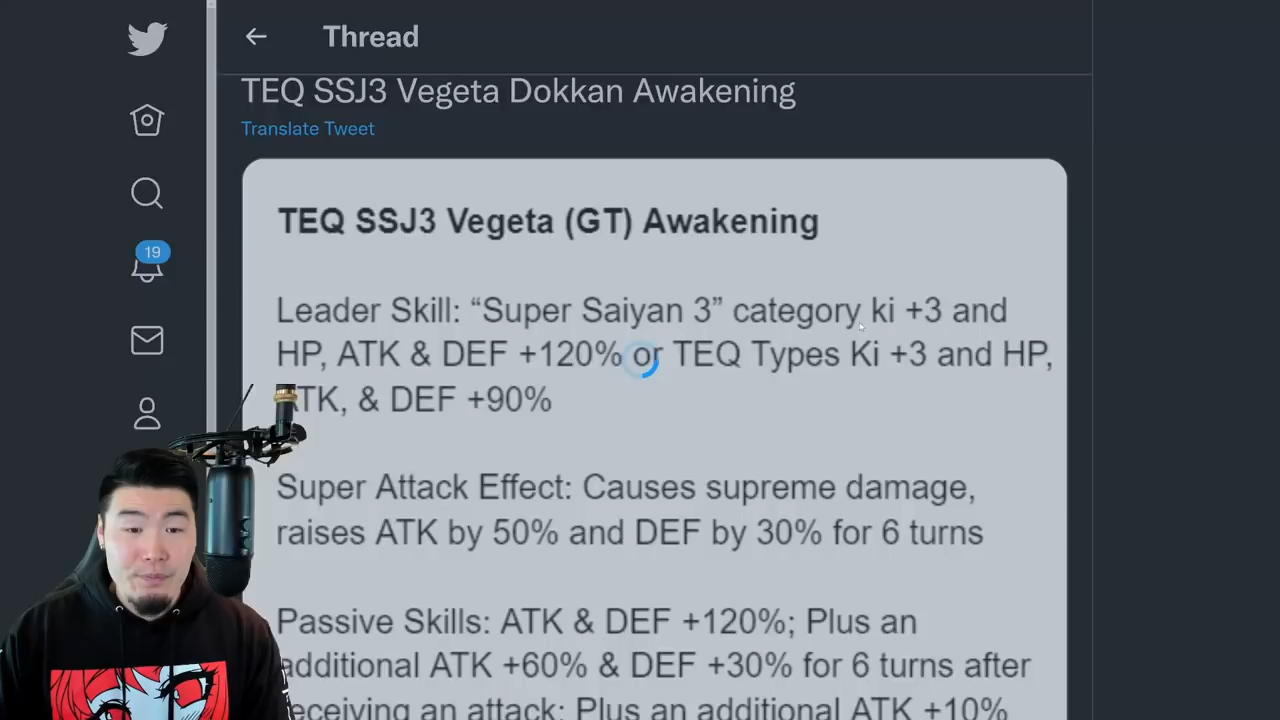 Thread
TEQ SSJ3 Vegeta Dokkan Awakening
Translate Tweet
TEQ SSJ3 Vegeta (GT) Awakening
Leader Skill: “Super Saiyan 3” category ki +3 and
HP, ATK & DEF +120% or TEQ Types Ki +3 and HP,
ATK, & DEF +90%
19
Super Attack Effect: Causes supreme damage,
raises ATK by 50% and DEF by 30% for 6 turns
Passive Skills: ATK & DEF +120%; Plus an
additional ATK +60% & DEF +30% for 6 turns after
receiving an attack; Plus an additional ATK +10%